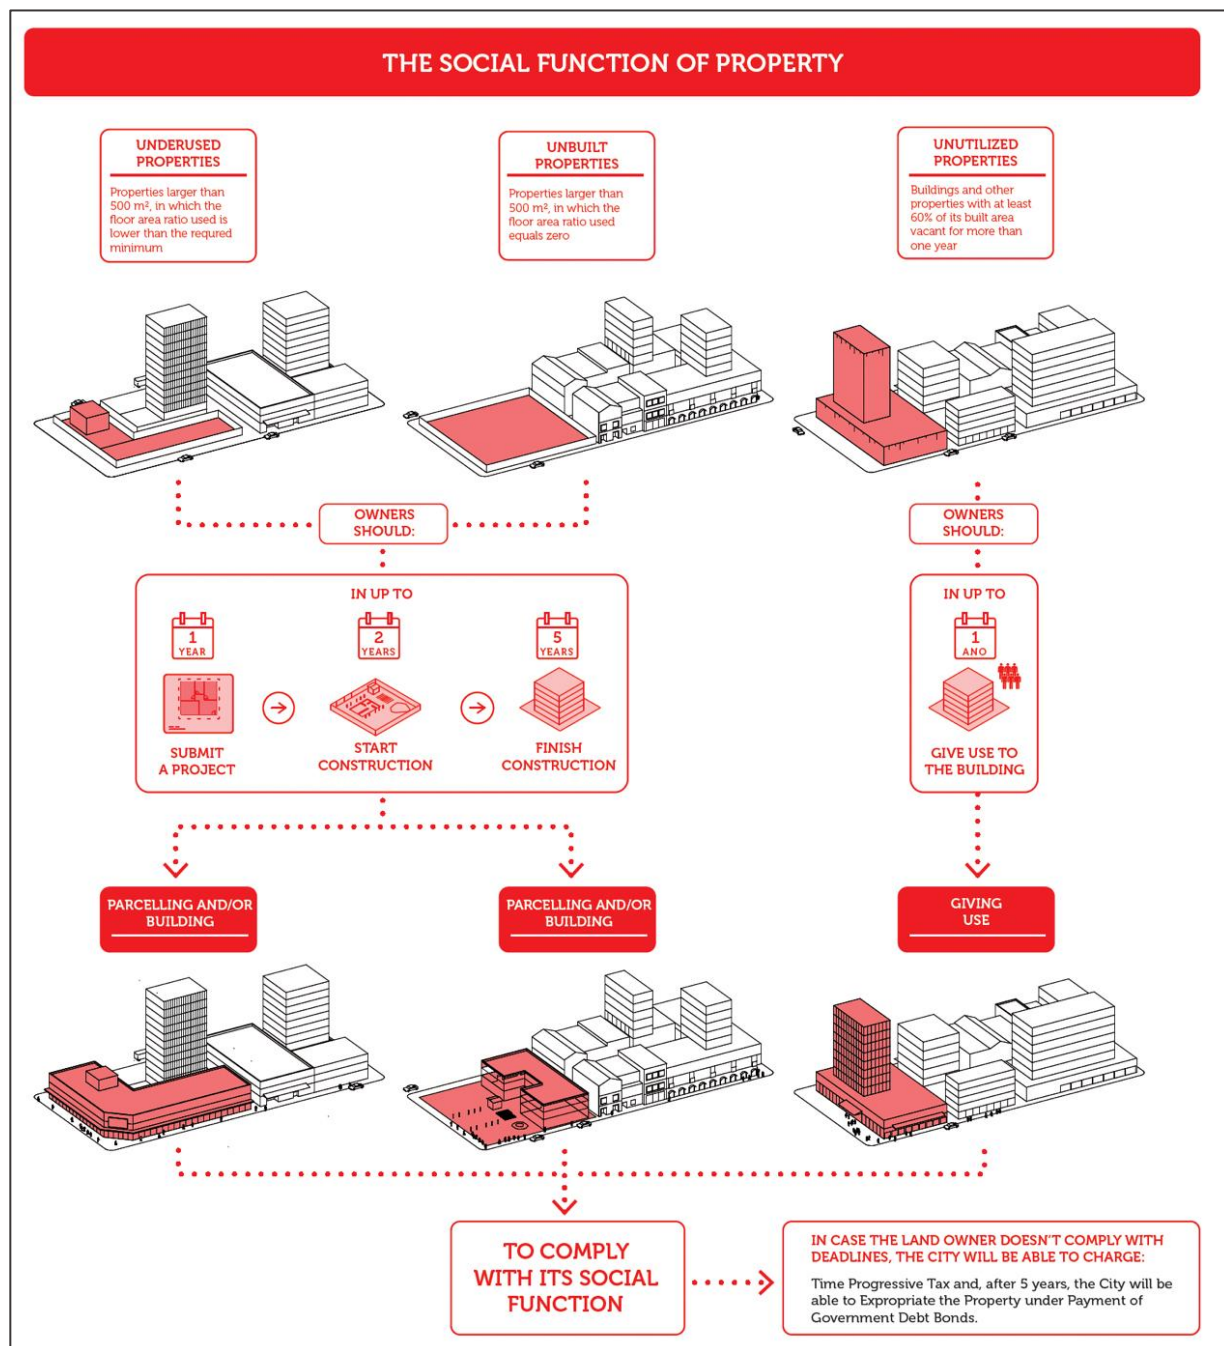 THE SOCIAL FUNCTION OF PROPERTY
UNDERUSED
PROPERTIES
Properties larger than
500 m², in which the
floor area ratio used is
lower than the requred
minimum
UNBUILT
PROPERTIES
Properties larger than
500 m², in which the
floor area ratio used
equals zero
UNUTILIZED
PROPERTIES
Buildings and other
properties with at least
60% of its built area
vacant for more than
one year
OWNERS
SHOULD:
OWNERS
SHOULD:
IN UP TO
1
YEAR
2
YEARS
5
YEARS
SUBMIT
A PROJECT
START
CONSTRUCTION
FINISH
CONSTRUCTION
IN UP TO
1
ANO
GIVE USE TO
THE BUILDING
PARCELLING AND/OR
BUILDING
PARCELLING AND/OR
BUILDING
GIVING
USE
TO COMPLY
WITH ITS SOCIAL
FUNCTION
IN CASE THE LAND OWNER DOESN'T COMPLY WITH
DEADLINES, THE CITY WILL BE ABLE TO CHARGE:
Time Progressive Tax and, after 5 years, the City will be
able to Expropriate the Property under Payment of
Government Debt Bonds.